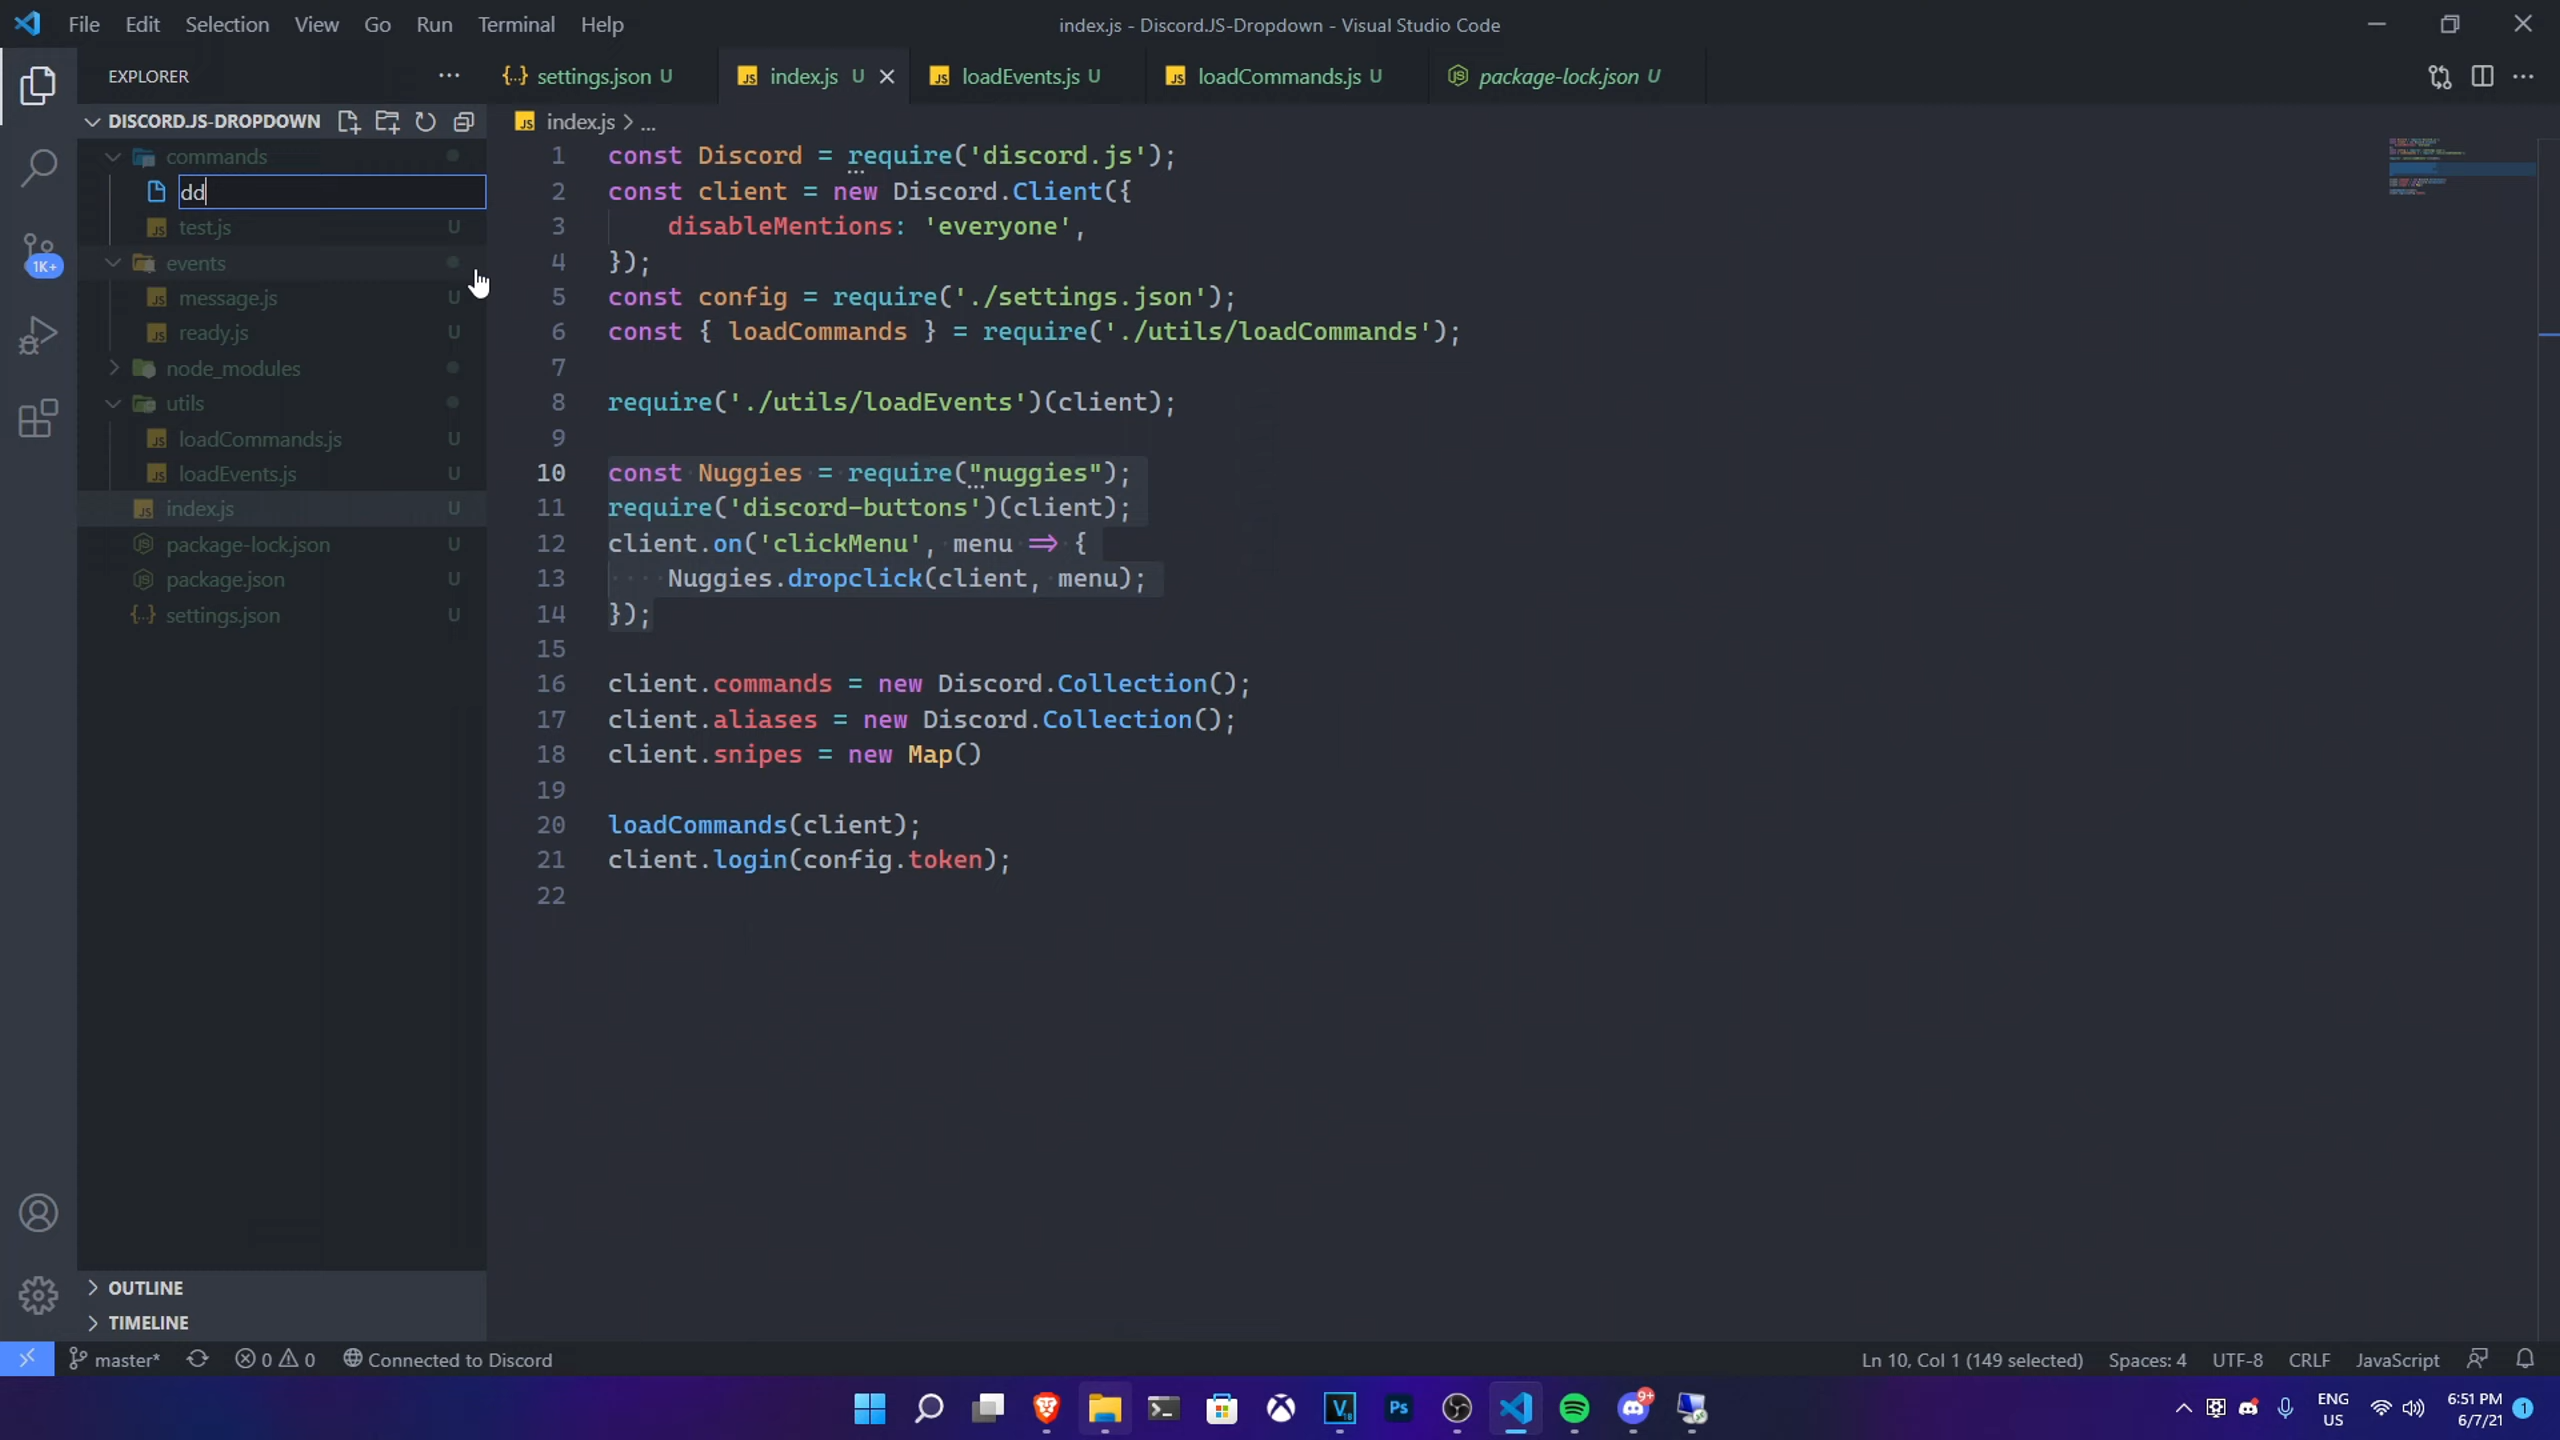 File Edit Selection View Go Run Terminal Help
index.js - Discord.JS-Dropdown - Visual Studio Code
EXPLORER
settings.json U
index.js U
loadEvents.js U
loadCommands.js U
package-lock.json U
DISCORD.JS-DROPDOWN
index.js > ...
commands
dd
test.js U
events
message.js U
ready.js U
node_modules
utils
loadCommands.js U
loadEvents.js U
index.js U
package-lock.json U
package.json U
settings.json U
OUTLINE
TIMELINE
1K+
1 const Discord = require('discord.js');
2 const client = new Discord.Client({
3 disableMentions: 'everyone',
4 });
5 const config = require('./settings.json');
6 const { loadCommands } = require('./utils/loadCommands');
7
8 require('./utils/loadEvents')(client);
9
10 const Nuggies = require("nuggies");
11 require('discord-buttons')(client);
12 client.on('clickMenu', menu => {
13 Nuggies.dropclick(client, menu);
14 });
15
16 client.commands = new Discord.Collection();
17 client.aliases = new Discord.Collection();
18 client.snipes = new Map()
19
20 loadCommands(client);
21 client.login(config.token);
22
master* 0 0 Connected to Discord
Ln 10, Col 1 (149 selected) Spaces: 4 UTF-8 CRLF JavaScript
V 18 Ps 9+
ENG US
6:51 PM
6/7/21
1